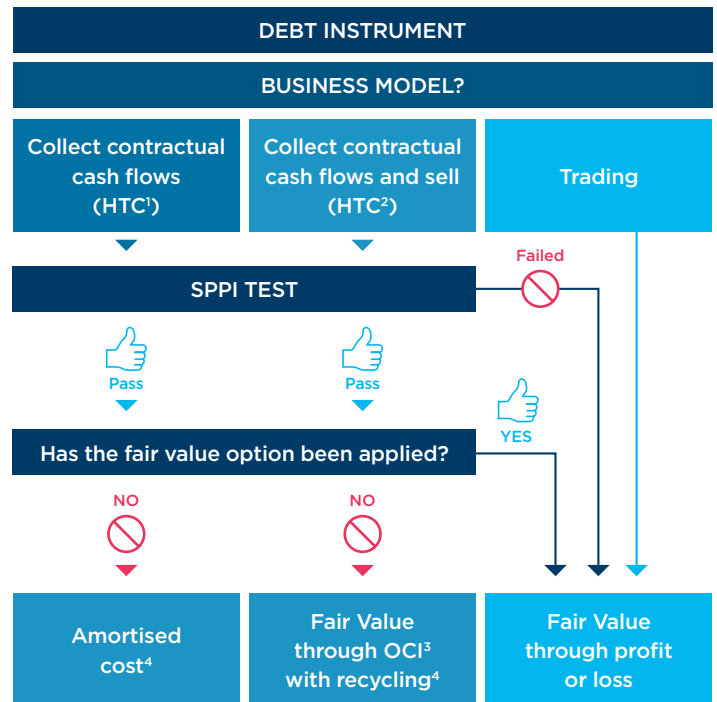 DEBT INSTRUMENT
BUSINESS MODEL?
Collect contractual
cash flows
(HTC¹)
Collect contractual
cash flows and sell
(HTC²)
Trading
Failed
SPPI TEST
Pass
Pass
YES
Has the fair value option been applied?
NO
NO
Amortised
cost⁴
Fair Value
through OCI³
with recycling⁴
Fair Value
through profit
or loss